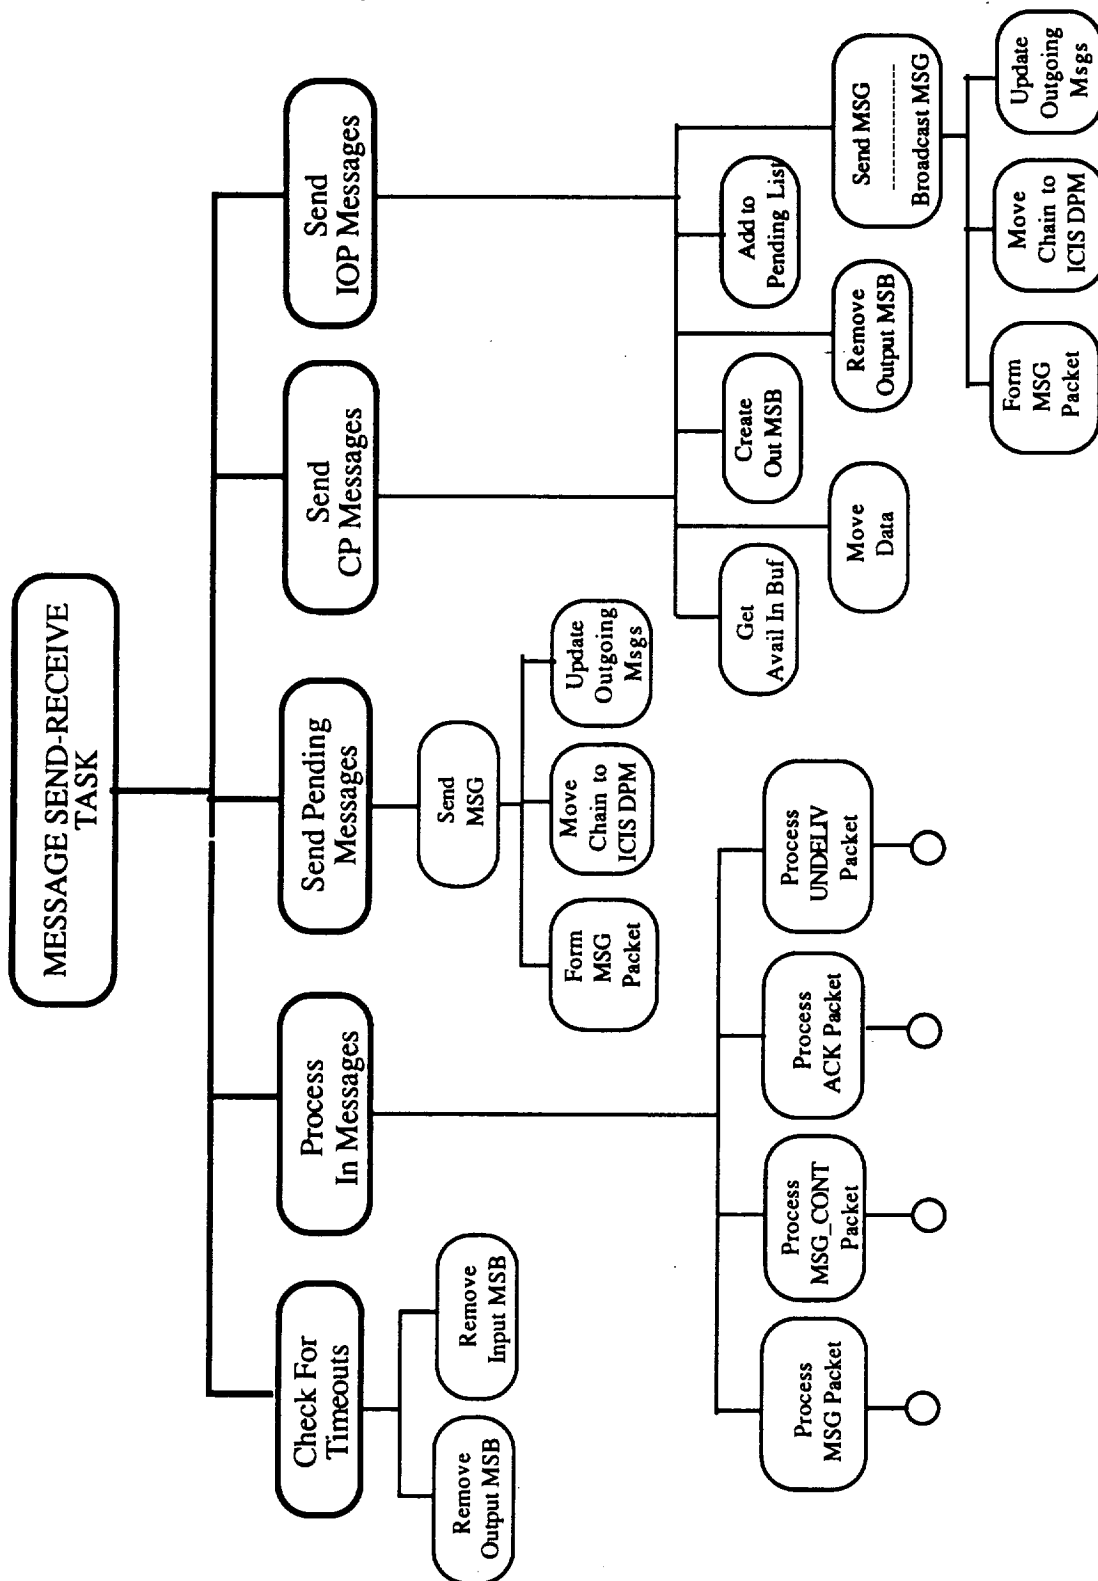 MESSAGE SEND-RECEIVE
TASK
Check For
Timeouts
Process
In Messages
Send Pending
Messages
Send
CP Messages
Send
IOP Messages
Remove
Output MSB
Remove
Input MSB
Send
MSG
Form
MSG
Packet
Move
Chain to
ICIS DPM
Update
Outgoing
Msgs
Process
MSG Packet
Process
MSG_CONT
Packet
Process
ACK Packet
Process
UNDELIV
Packet
Get
Avail In Buf
Move
Data
Create
Out MSB
Remove
Output MSB
Add to
Pending List
Send MSG
Broadcast MSG
Form
MSG
Packet
Move
Chain to
ICIS DPM
Update
Outgoing
Msgs